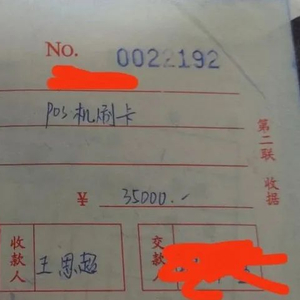 No. 0022192
POS机刷卡
¥ 35000.-
第二联 收据
收款人 王思超
交款人